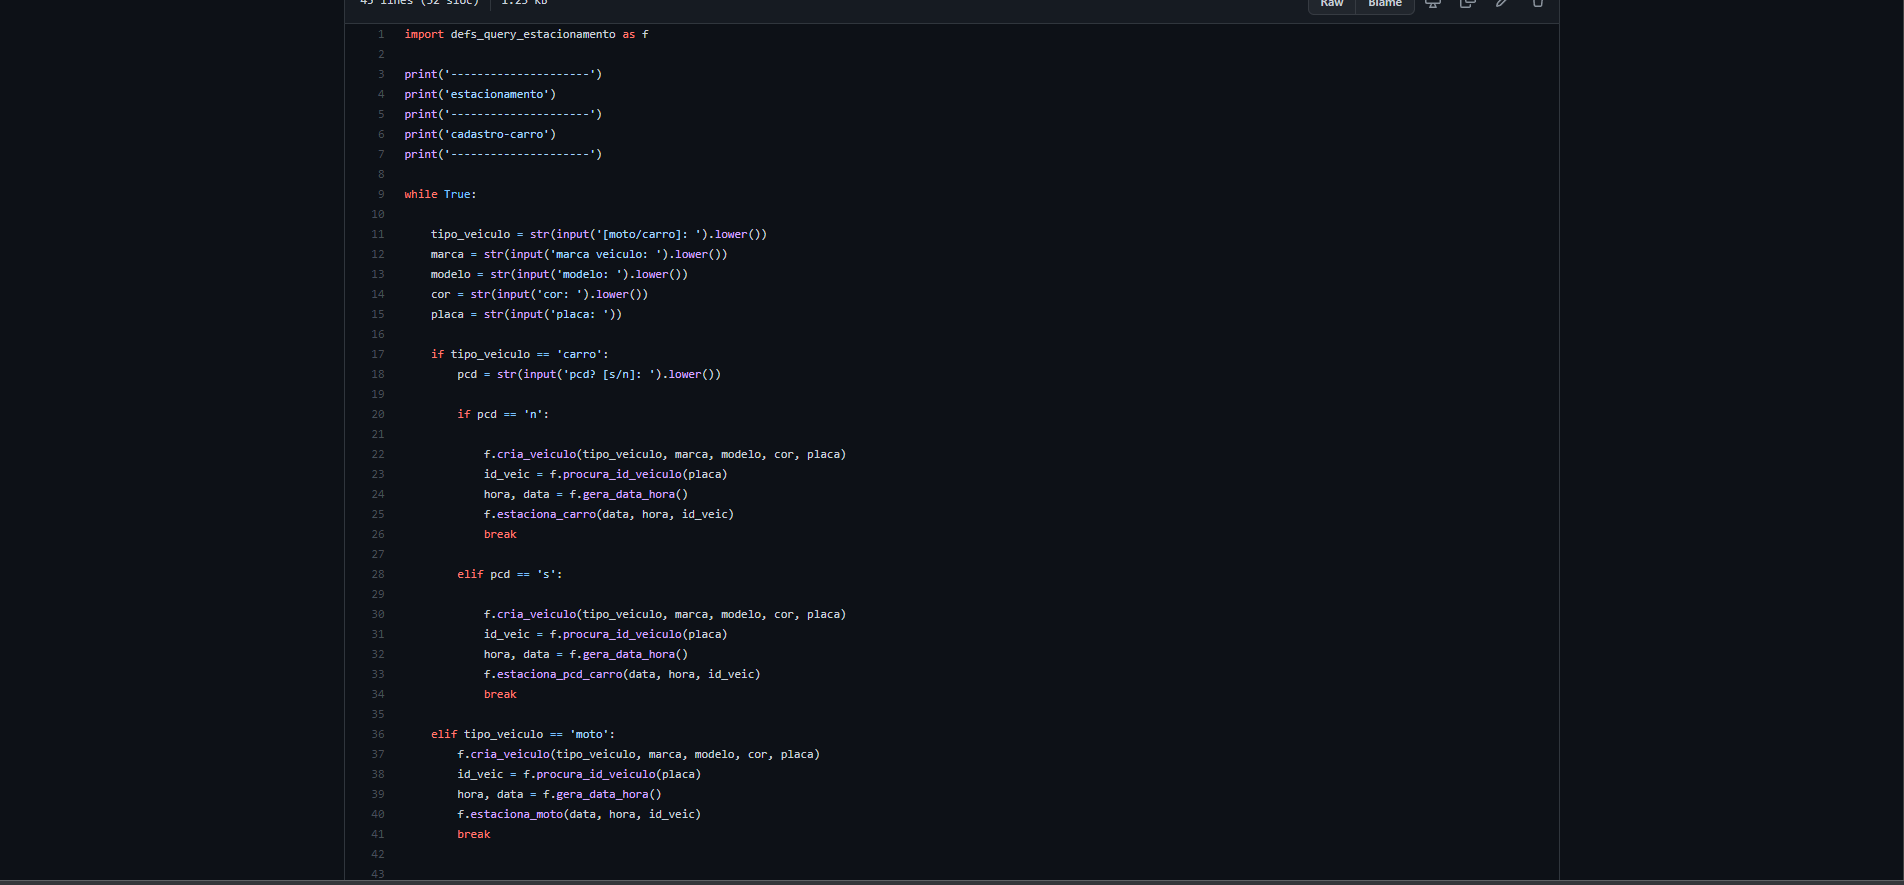 45 lines (32 sloc) 1.25 KB Raw Blame
1 import defs_query_estacionamento as f
2
3 print('---------------------')
4 print('estacionamento')
5 print('---------------------')
6 print('cadastro-carro')
7 print('---------------------')
8
9 while True:
10
11 tipo_veiculo = str(input('[moto/carro]: ').lower())
12 marca = str(input('marca veiculo: ').lower())
13 modelo = str(input('modelo: ').lower())
14 cor = str(input('cor: ').lower())
15 placa = str(input('placa: '))
16
17 if tipo_veiculo == 'carro':
18 pcd = str(input('pcd? [s/n]: ').lower())
19
20 if pcd == 'n':
21
22 f.cria_veiculo(tipo_veiculo, marca, modelo, cor, placa)
23 id_veic = f.procura_id_veiculo(placa)
24 hora, data = f.gera_data_hora()
25 f.estaciona_carro(data, hora, id_veic)
26 break
27
28 elif pcd == 's':
29
30 f.cria_veiculo(tipo_veiculo, marca, modelo, cor, placa)
31 id_veic = f.procura_id_veiculo(placa)
32 hora, data = f.gera_data_hora()
33 f.estaciona_pcd_carro(data, hora, id_veic)
34 break
35
36 elif tipo_veiculo == 'moto':
37 f.cria_veiculo(tipo_veiculo, marca, modelo, cor, placa)
38 id_veic = f.procura_id_veiculo(placa)
39 hora, data = f.gera_data_hora()
40 f.estaciona_moto(data, hora, id_veic)
41 break
42
43